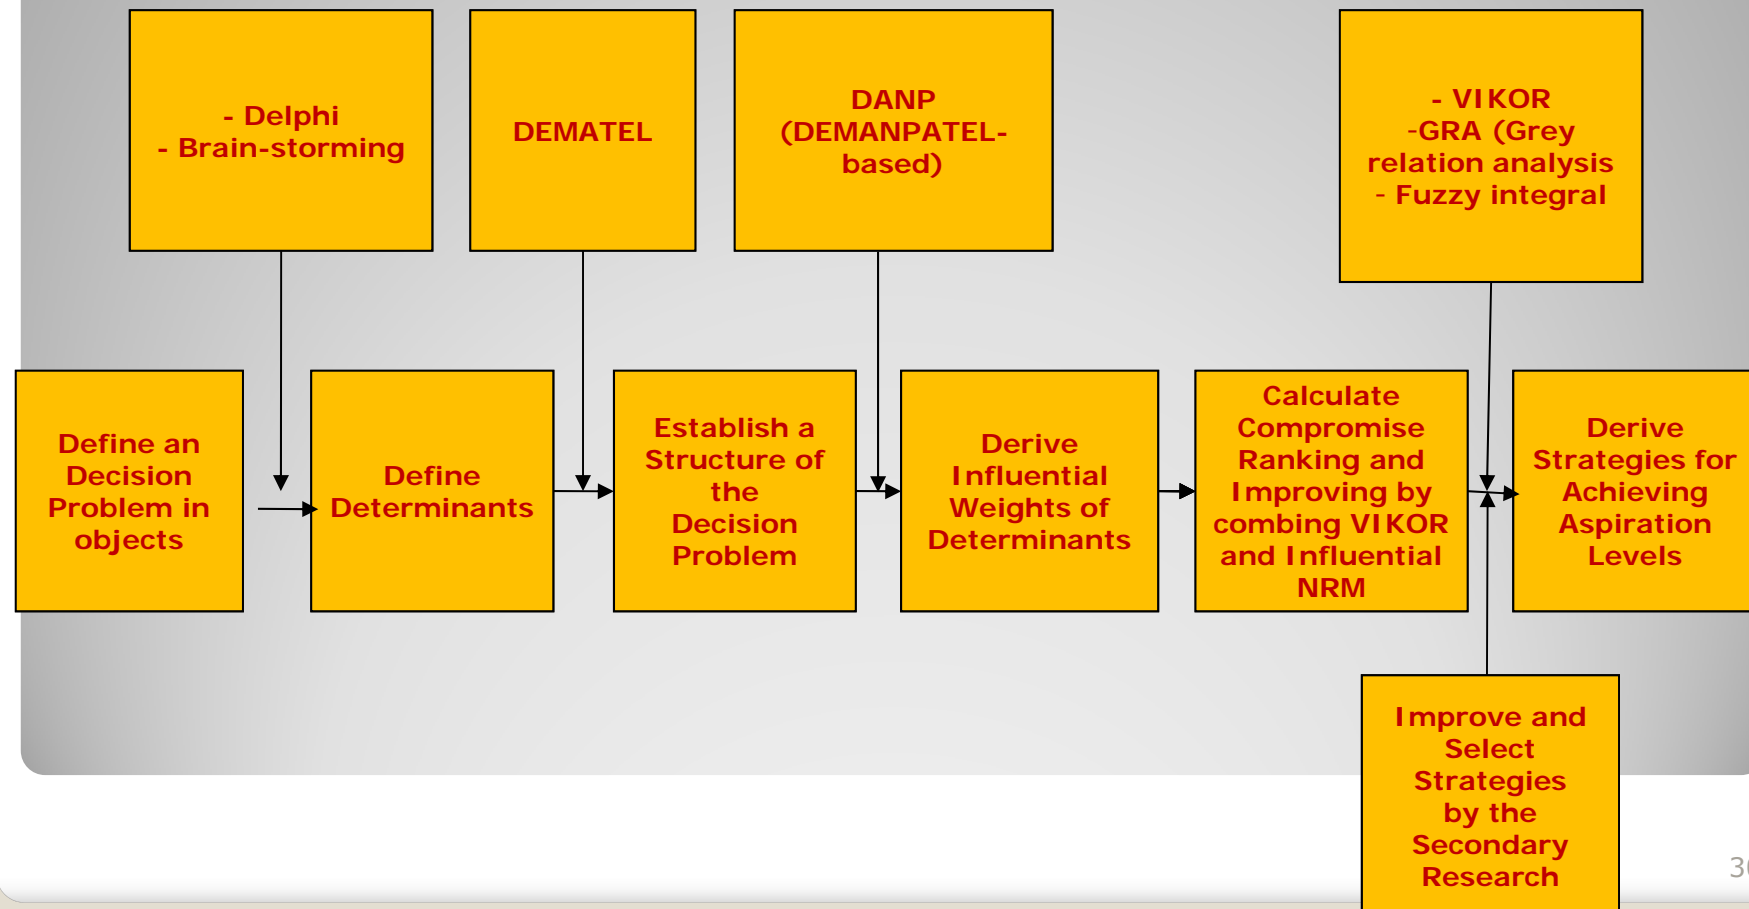 - Delphi
- Brain-storming
DEMATEL
DANP
(DEMANPATEL-
based)
- VIKOR
-GRA (Grey
relation analysis
- Fuzzy integral
Define an
Decision
Problem in
objects
Define
Determinants
Establish a
Structure of
the
Decision
Problem
Derive
Influential
Weights of
Determinants
Calculate
Compromise
Ranking and
Improving by
combing VIKOR
and Influential
NRM
Derive
Strategies for
Achieving
Aspiration
Levels
Improve and
Select
Strategies
by the
Secondary
Research